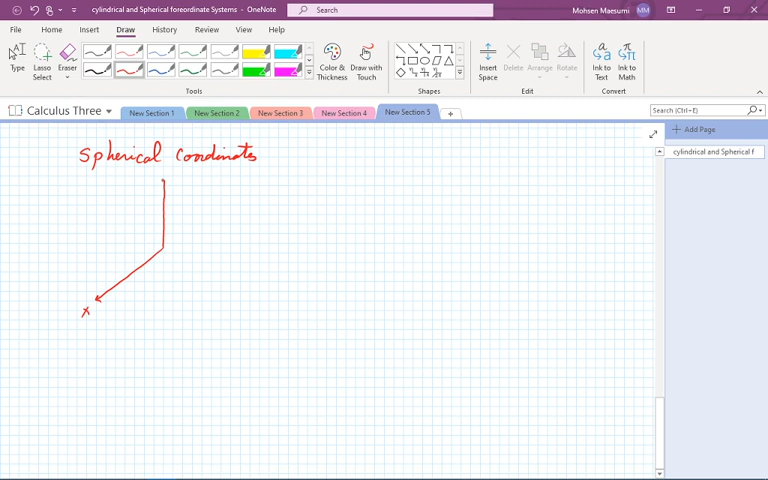 cylindrical and Spherical foreordinate Systems - OneNote
Search
Mohsen Maesumi
MM
File Home Insert Draw History Review View Help
Type
Lasso Select
Eraser
Color & Thickness
Draw with Touch
Insert Space
Delete
Arrange
Rotate
Ink to Text
Ink to Math
Tools
Shapes
Edit
Convert
Calculus Three
New Section 1
New Section 2
New Section 3
New Section 4
New Section 5
Search (Ctrl+E)
Add Page
cylindrical and Spherical f
Spherical coordinates
x